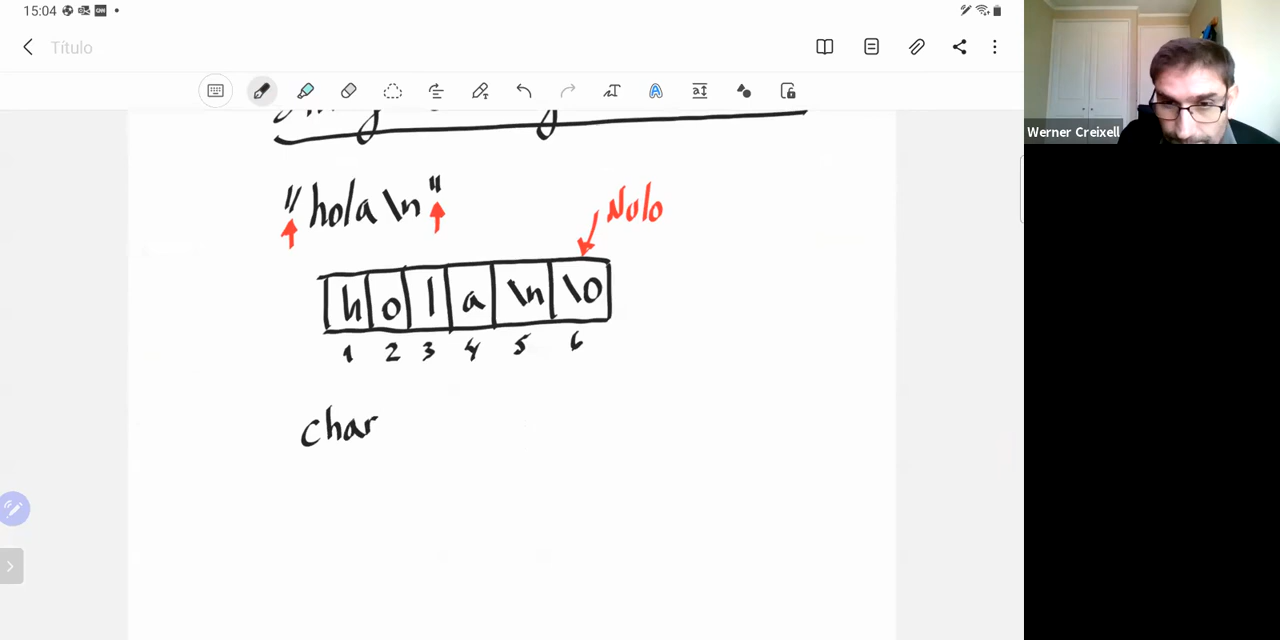 15:04
Título
"hola \n"
Nulo
h o l a \n \0
1 2 3 4 5 6
char
Werner Creixell